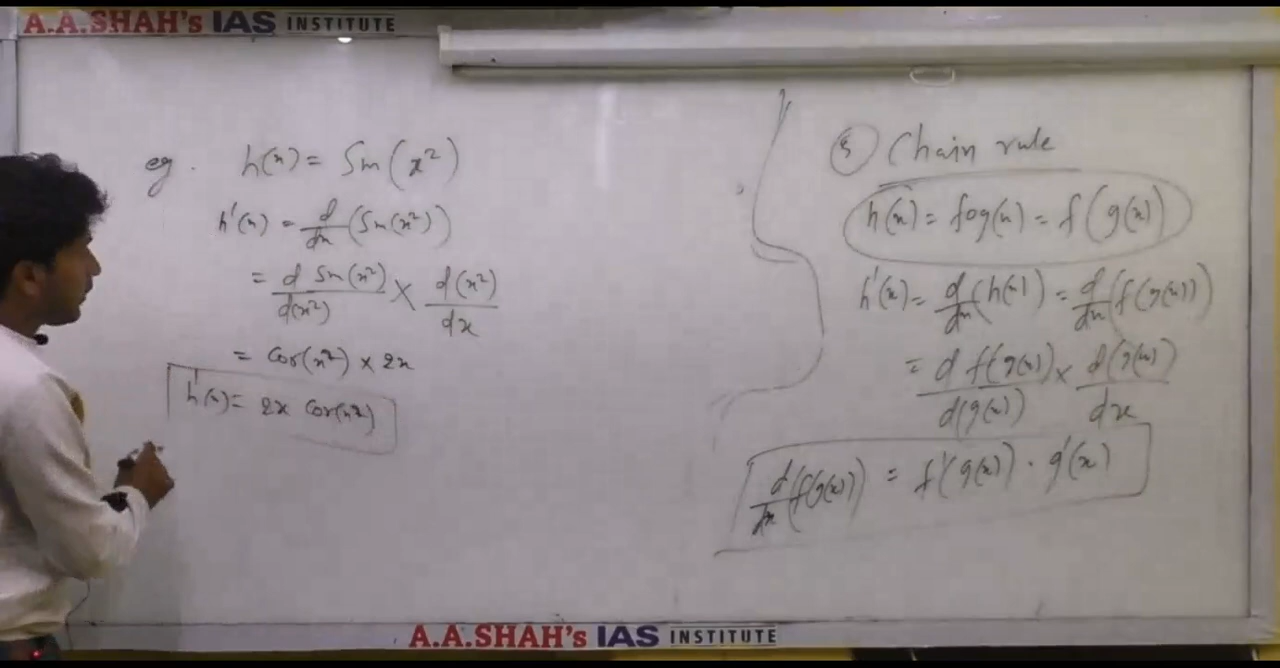 A.A.SHAH's IAS INSTITUTE
eg. h(x) = Sin(x²)
h'(x) = d/dx (Sin(x²))
= d Sin(x²)/d(x²) × d(x²)/dx
= Cos(x²) × 2x
h'(x) = 2x Cos(x²)
⑤ Chain rule
h(x) = fog(x) = f(g(x))
h'(x) = d/dx (h(x)) = d/dx (f(g(x)))
= d f(g(x))/d(g(x)) × d(g(x))/dx
d/dx (f(g(x))) = f'(g(x)) · g'(x)
A.A.SHAH's IAS INSTITUTE